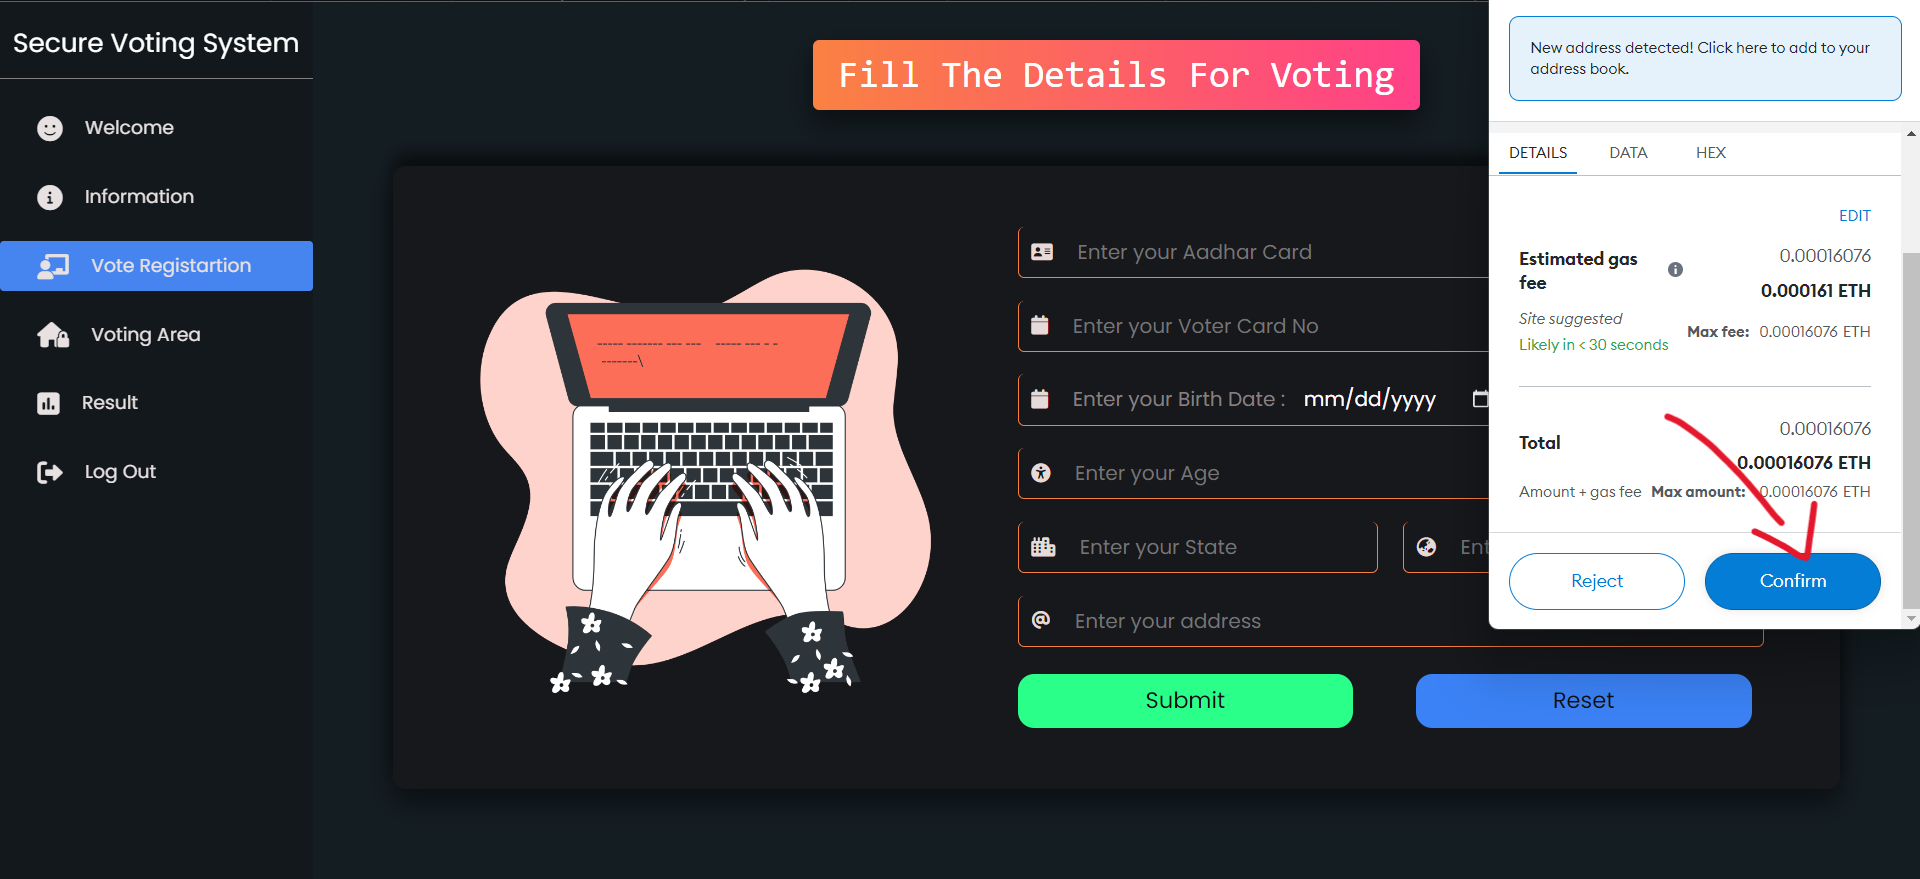 Secure Voting System
Welcome
Information
Vote Registartion
Voting Area
Result
Log Out
Fill The Details For Voting
Enter your Aadhar Card
Enter your Voter Card No
Enter your Birth Date : mm/dd/yyyy
Enter your Age
Enter your State
Ent
Enter your address
Submit
Reset
New address detected! Click here to add to your
address book.
DETAILS DATA HEX
EDIT
Estimated gas
fee
0.00016076
0.000161 ETH
Site suggested
Likely in < 30 seconds
Max fee: 0.00016076 ETH
Total
0.00016076
0.00016076 ETH
Amount + gas fee Max amount: 0.00016076 ETH
Reject
Confirm